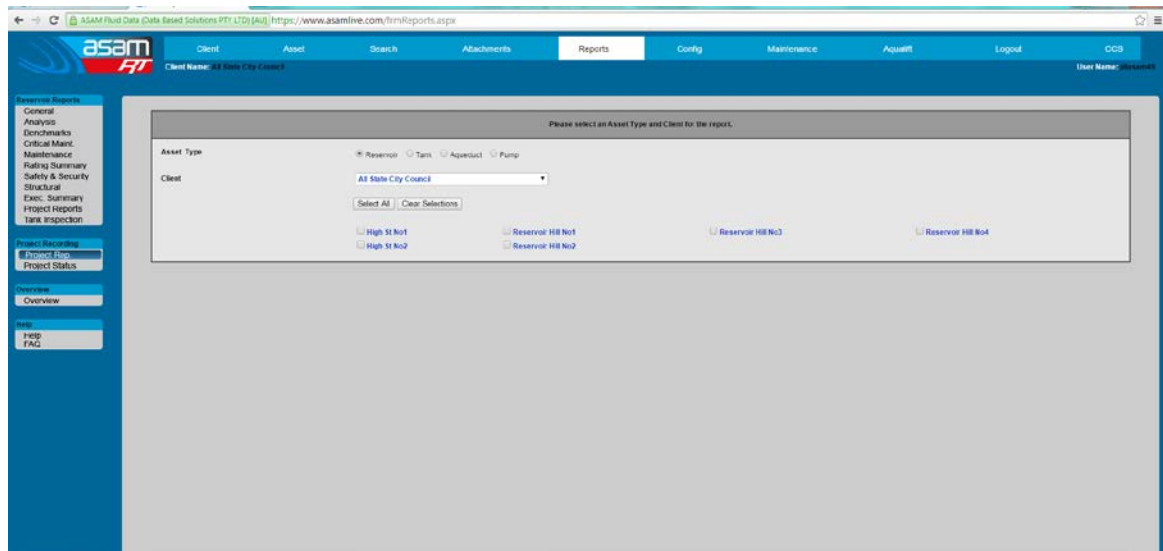 ASAM Fluid Data (Data Based Solutions PTY LTD) [AU] https://www.asamlive.com/frmReports.aspx
asam
RT
Client Asset Search Attachments Reports Config Maintenance Aqualift Logout CCS
Client Name: All State City Council
User Name:
Reservoir Reports
General
Analysis
Benchmarks
Critical Maint.
Maintenance
Rating Summary
Safety & Security
Structural
Exec. Summary
Project Reports
Tank Inspection
Project Recording
Project Rep.
Project Status
Overview
Overview
Help
Help
FAQ
Please select an Asset Type and Client for the report.
Asset Type
Reservoir Tank Aqueduct Pump
Client
All State City Council
Select All Clear Selections
High St No1 Reservoir Hill No1 Reservoir Hill No3 Reservoir Hill No4
High St No2 Reservoir Hill No2